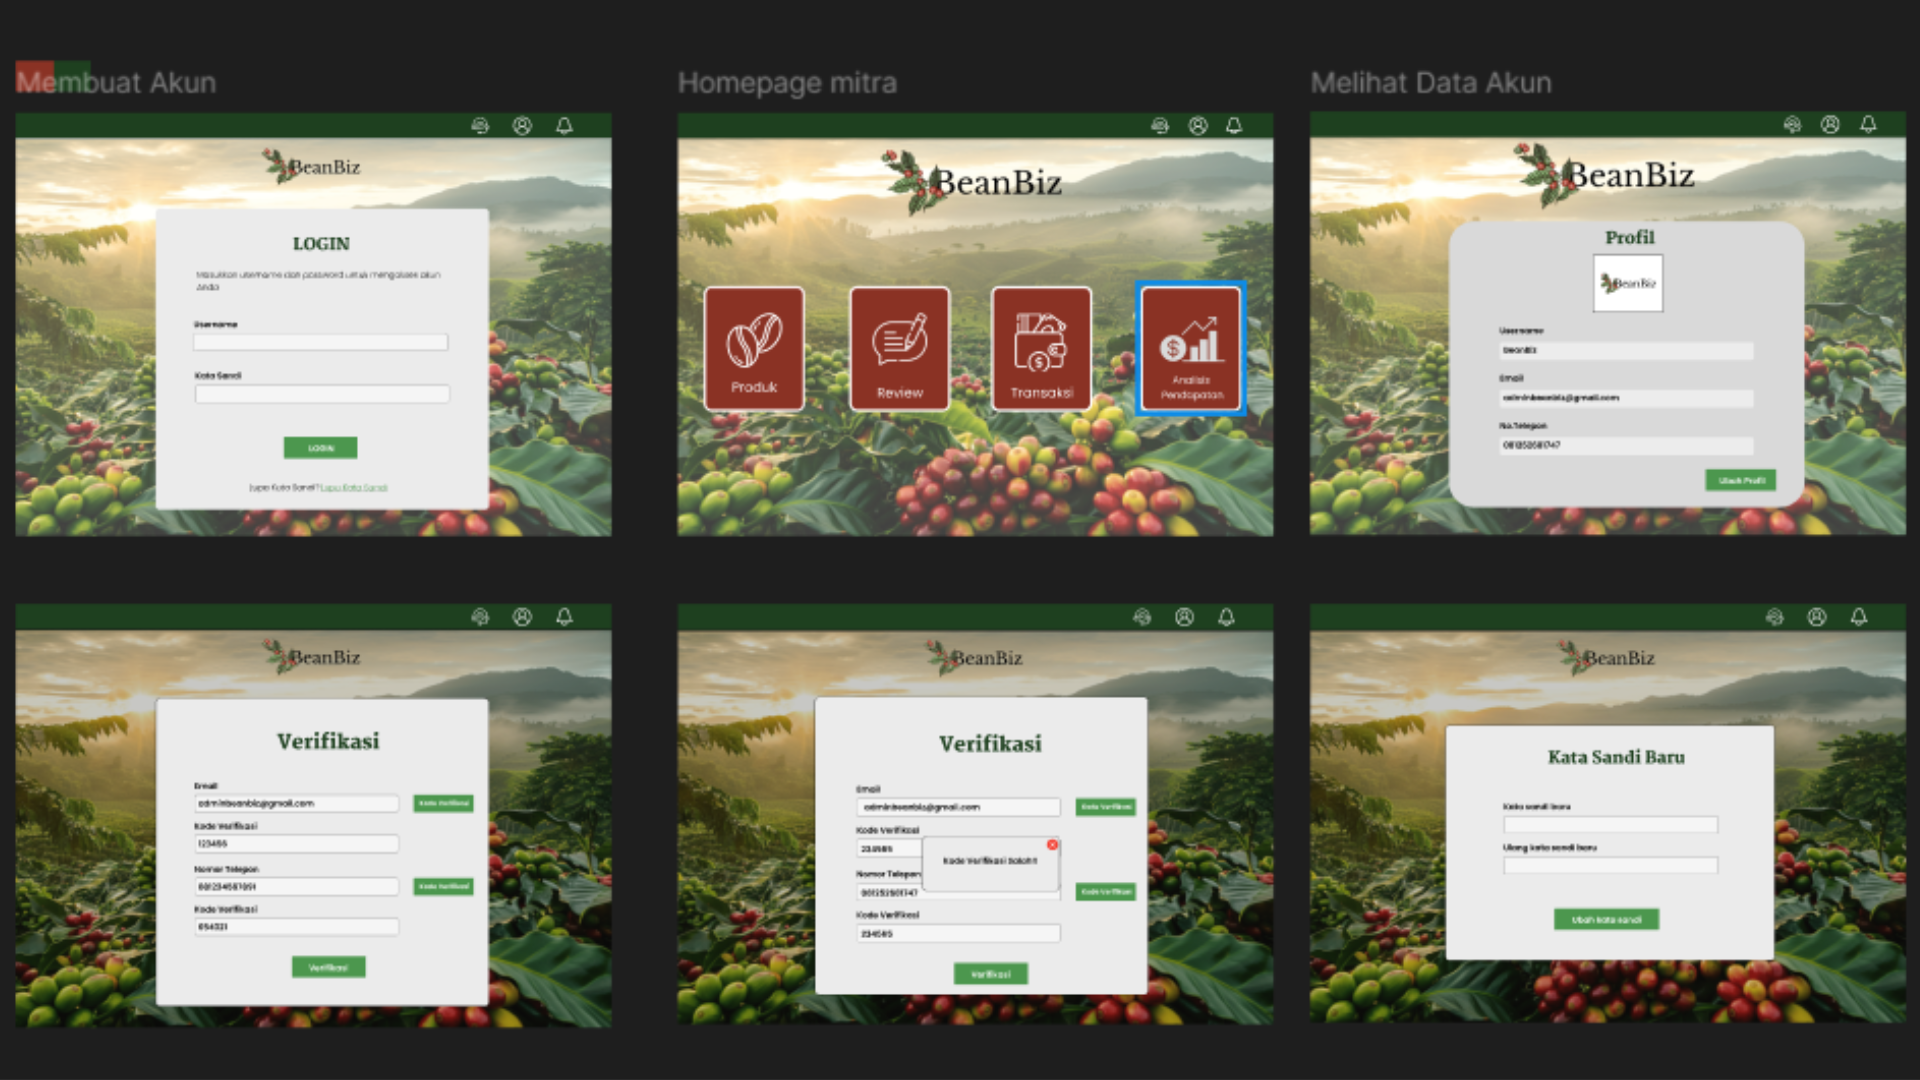 Membuat Akun
BeanBiz
LOGIN
Masukkan username dan password untuk mengakses akun
Anda
Username
Kata Sandi
LOGIN
Lupa Kata Sandi? Lupa Kata Sandi
Homepage mitra
BeanBiz
Produk
Review
Transaksi
Analisis
Pendapatan
Melihat Data Akun
BeanBiz
Profil
BeanBiz
Username
BeanBiz
Email
adminbeanbiz@gmail.com
No.Telepon
081252681747
Ubah Profil
BeanBiz
Verifikasi
Email
adminbeanbiz@gmail.com
Kode Verifikasi
Kode Verifikasi
123456
Nomor Telepon
Kode Verifikasi
Kode Verifikasi
654321
Verifikasi
BeanBiz
Verifikasi
Email
adminbeanbiz@gmail.com
Kode Verifikasi
Kode Verifikasi
Kode Verifikasi Salah!!
Nomor Telepon
Kode Verifikasi
Kode Verifikasi
Verifikasi
BeanBiz
Kata Sandi Baru
Kata sandi baru
Ulang kata sandi baru
Ubah kata sandi